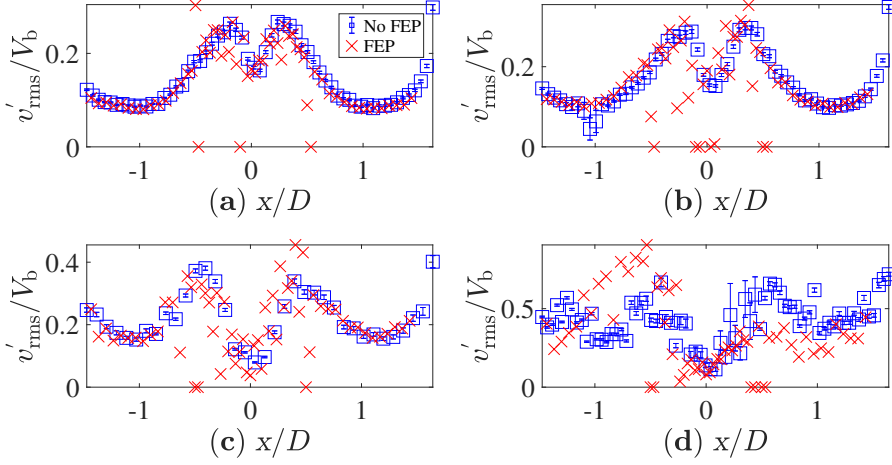 v′rms/Vb
0.2
0
No FEP
FEP
-1 0 1
(a) x/D
v′rms/Vb
0.2
0
-1 0 1
(b) x/D
v′rms/Vb
0.4
0.2
0
-1 0 1
(c) x/D
v′rms/Vb
0.5
0
-1 0 1
(d) x/D